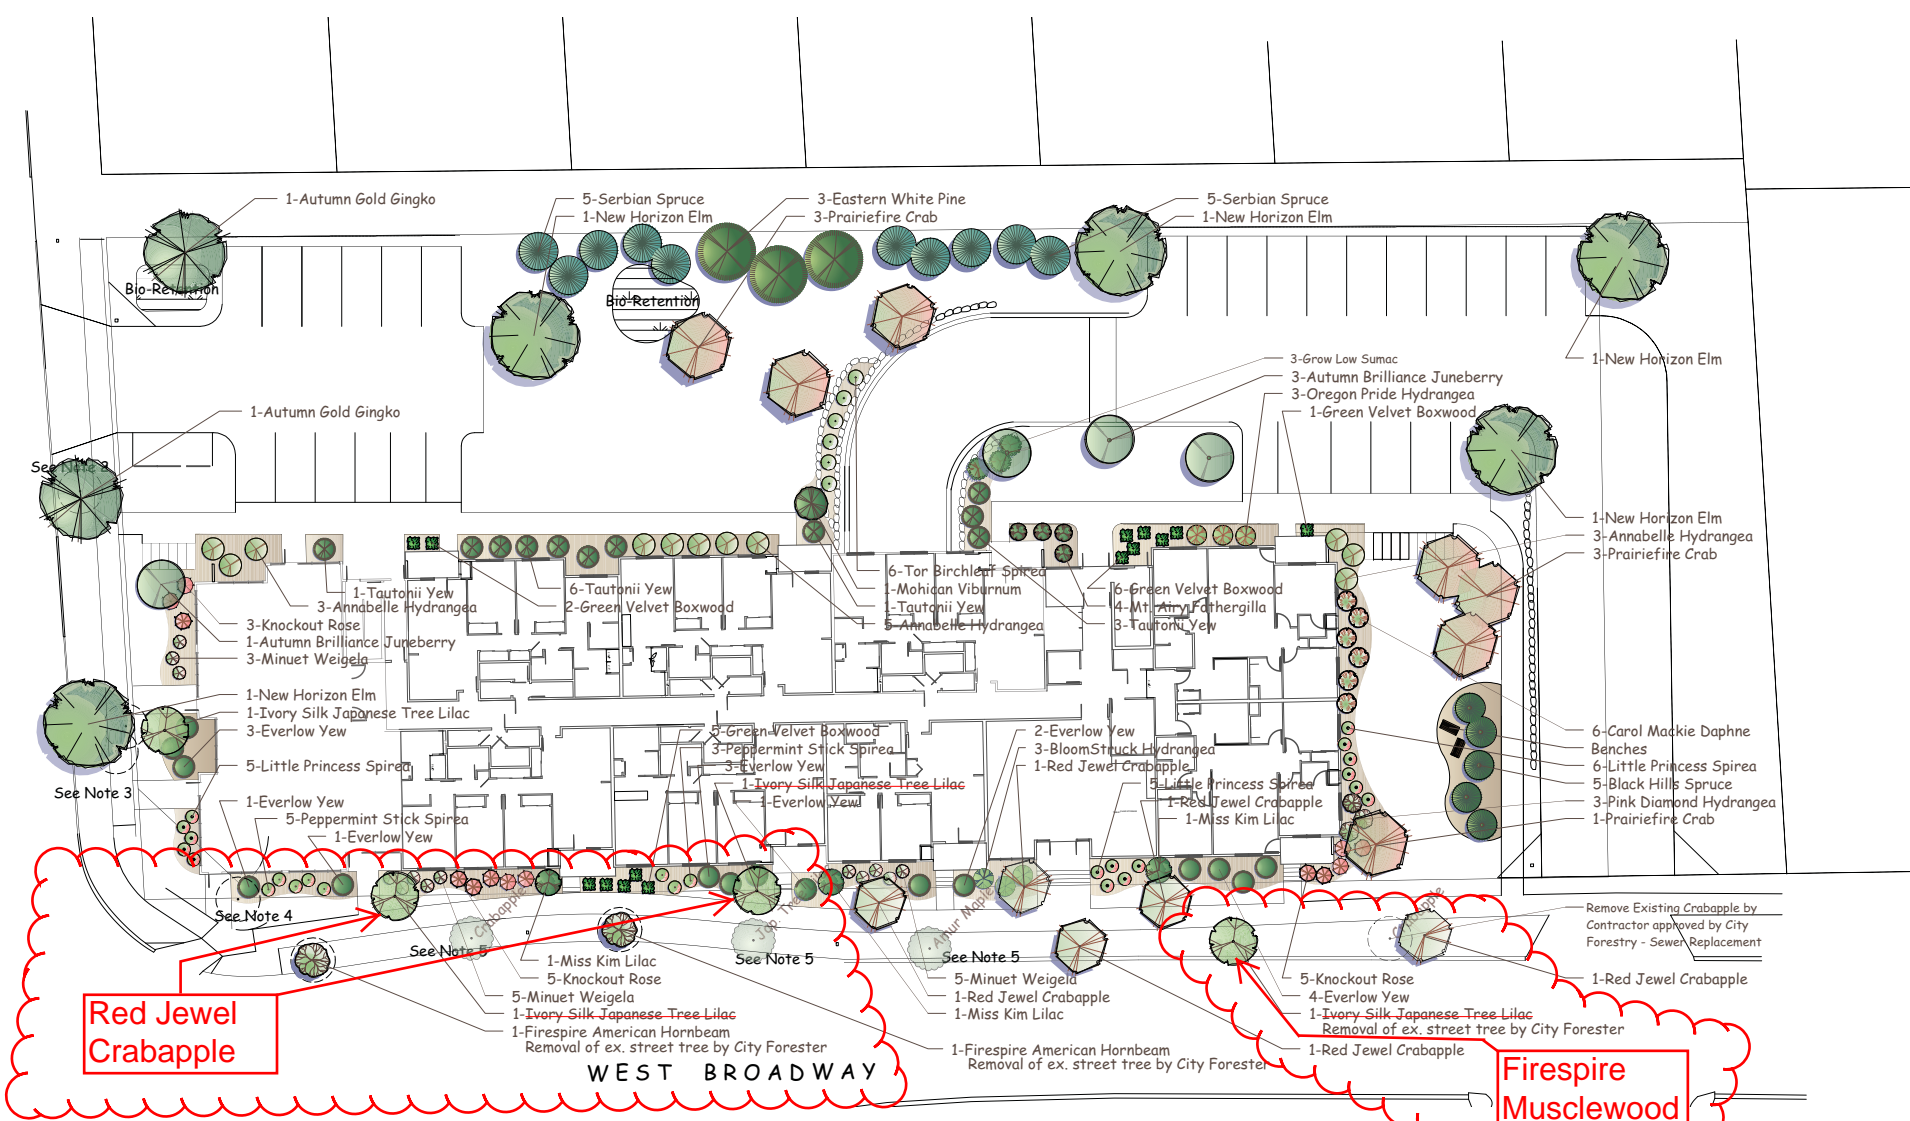 1-Autumn Gold Gingko
5-Serbian Spruce
1-New Horizon Elm
3-Eastern White Pine
3-Prairiefire Crab
5-Serbian Spruce
1-New Horizon Elm
Bio-Retention
Bio-Retention
1-New Horizon Elm
3-Grow Low Sumac
3-Autumn Brilliance Juneberry
3-Oregon Pride Hydrangea
1-Green Velvet Boxwood
1-Autumn Gold Gingko
See Note 2
1-New Horizon Elm
3-Annabelle Hydrangea
3-Prairiefire Crab
6-Tor Birchleaf Spirea
1-Mohican Viburnum
1-Tautonii Yew
5-Annabelle Hydrangea
6-Green Velvet Boxwood
4-Mt. Airy Fothergilla
3-Tautonii Yew
1-Tautonii Yew
3-Annabelle Hydrangea
6-Tautonii Yew
2-Green Velvet Boxwood
3-Knockout Rose
1-Autumn Brilliance Juneberry
3-Minuet Weigela
1-New Horizon Elm
1-Ivory Silk Japanese Tree Lilac
3-Everlow Yew
5-Little Princess Spirea
See Note 3
1-Everlow Yew
5-Peppermint Stick Spirea
1-Everlow Yew
5-Green Velvet Boxwood
3-Peppermint Stick Spirea
3-Everlow Yew
1-Ivory Silk Japanese Tree Lilac
1-Everlow Yew
2-Everlow Yew
3-BloomStruck Hydrangea
1-Red Jewel Crabapple
5-Little Princess Spirea
1-Red Jewel Crabapple
1-Miss Kim Lilac
6-Carol Mackie Daphne
Benches
6-Little Princess Spirea
5-Black Hills Spruce
3-Pink Diamond Hydrangea
1-Prairiefire Crab
See Note 4
Crabapple
Jap. Tree
Amur Maple
Crabapple
See Note 5
See Note 5
See Note 5
Remove Existing Crabapple by
Contractor approved by City
Forestry - Sewer Replacement
1-Miss Kim Lilac
5-Knockout Rose
5-Minuet Weigela
1-Ivory Silk Japanese Tree Lilac
1-Firespire American Hornbeam
Removal of ex. street tree by City Forester
5-Minuet Weigela
1-Red Jewel Crabapple
1-Miss Kim Lilac
1-Firespire American Hornbeam
Removal of ex. street tree by City Forester
5-Knockout Rose
4-Everlow Yew
1-Ivory Silk Japanese Tree Lilac
Removal of ex. street tree by City Forester
1-Red Jewel Crabapple
1-Red Jewel Crabapple
Red Jewel
Crabapple
WEST BROADWAY
Firespire
Musclewood